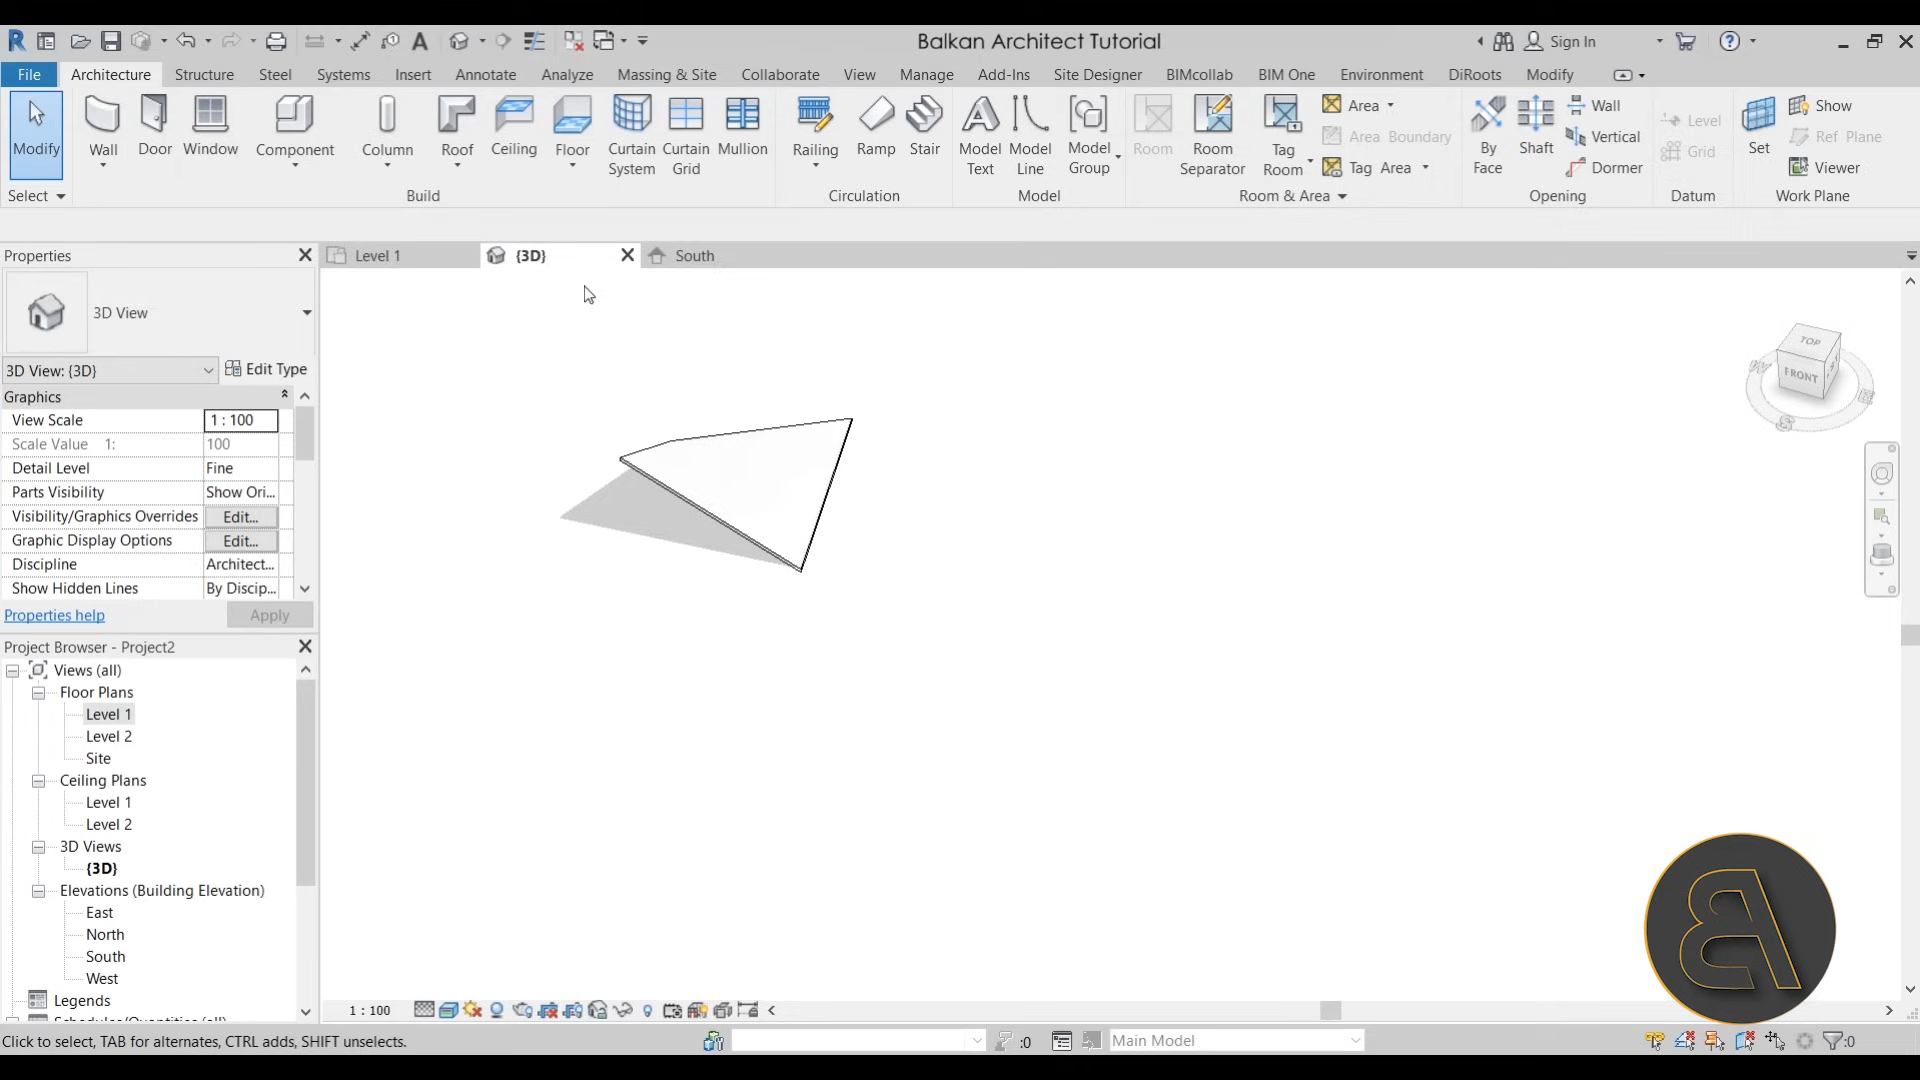 Balkan Architect Tutorial
Sign In
File Architecture Structure Steel Systems Insert Annotate Analyze Massing & Site Collaborate View Manage Add-Ins Site Designer BIMcollab BIM One Environment DiRoots Modify
Modify
Wall
Door
Window
Component
Column
Roof
Ceiling
Floor
Curtain
System
Curtain
Grid
Mullion
Railing
Ramp
Stair
Model
Text
Model
Line
Model
Group
Room
Room
Separator
Tag
Room
Area
Area Boundary
Tag Area
By
Face
Shaft
Wall
Vertical
Dormer
Level
Grid
Set
Show
Ref Plane
Viewer
Select
Build
Circulation
Model
Room & Area
Opening
Datum
Work Plane
Properties
Level 1
{3D}
South
3D View
3D View: {3D}
Edit Type
Graphics
View Scale 1 : 100
Scale Value 1: 100
Detail Level Fine
Parts Visibility Show Ori...
Visibility/Graphics Overrides Edit...
Graphic Display Options Edit...
Discipline Architect...
Show Hidden Lines By Discip...
Properties help
Apply
TOP
FRONT
S
Project Browser - Project2
Views (all)
Floor Plans
Level 1
Level 2
Site
Ceiling Plans
Level 1
Level 2
3D Views
{3D}
Elevations (Building Elevation)
East
North
South
West
Legends
1 : 100
Click to select, TAB for alternates, CTRL adds, SHIFT unselects.
:0
Main Model
:0